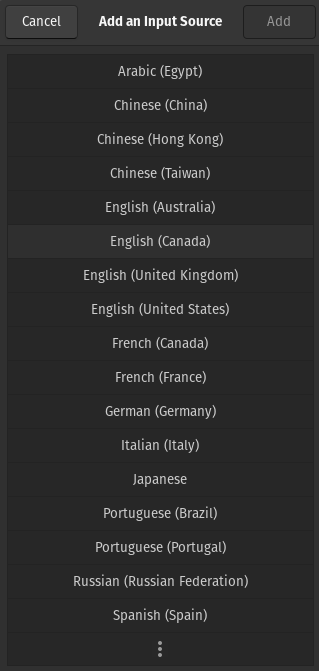 Cancel
Add an Input Source
Add
Arabic (Egypt)
Chinese (China)
Chinese (Hong Kong)
Chinese (Taiwan)
English (Australia)
English (Canada)
English (United Kingdom)
English (United States)
French (Canada)
French (France)
German (Germany)
Italian (Italy)
Japanese
Portuguese (Brazil)
Portuguese (Portugal)
Russian (Russian Federation)
Spanish (Spain)